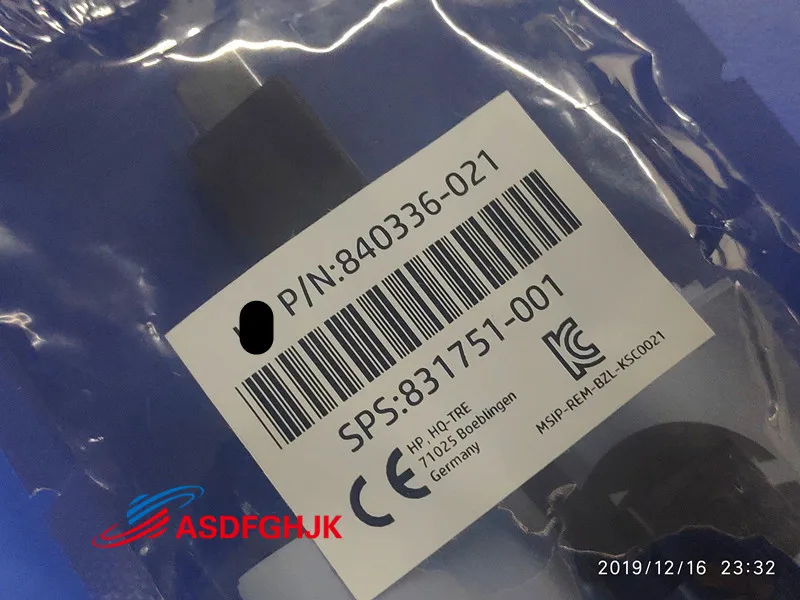 P/N:840336-021
SPS:831751-001
HP, HQ-TRE
71025 Boeblingen
Germany
MSIP-REM-BZL-KSC0021
ASDFGHJK
2019/12/16 23:32